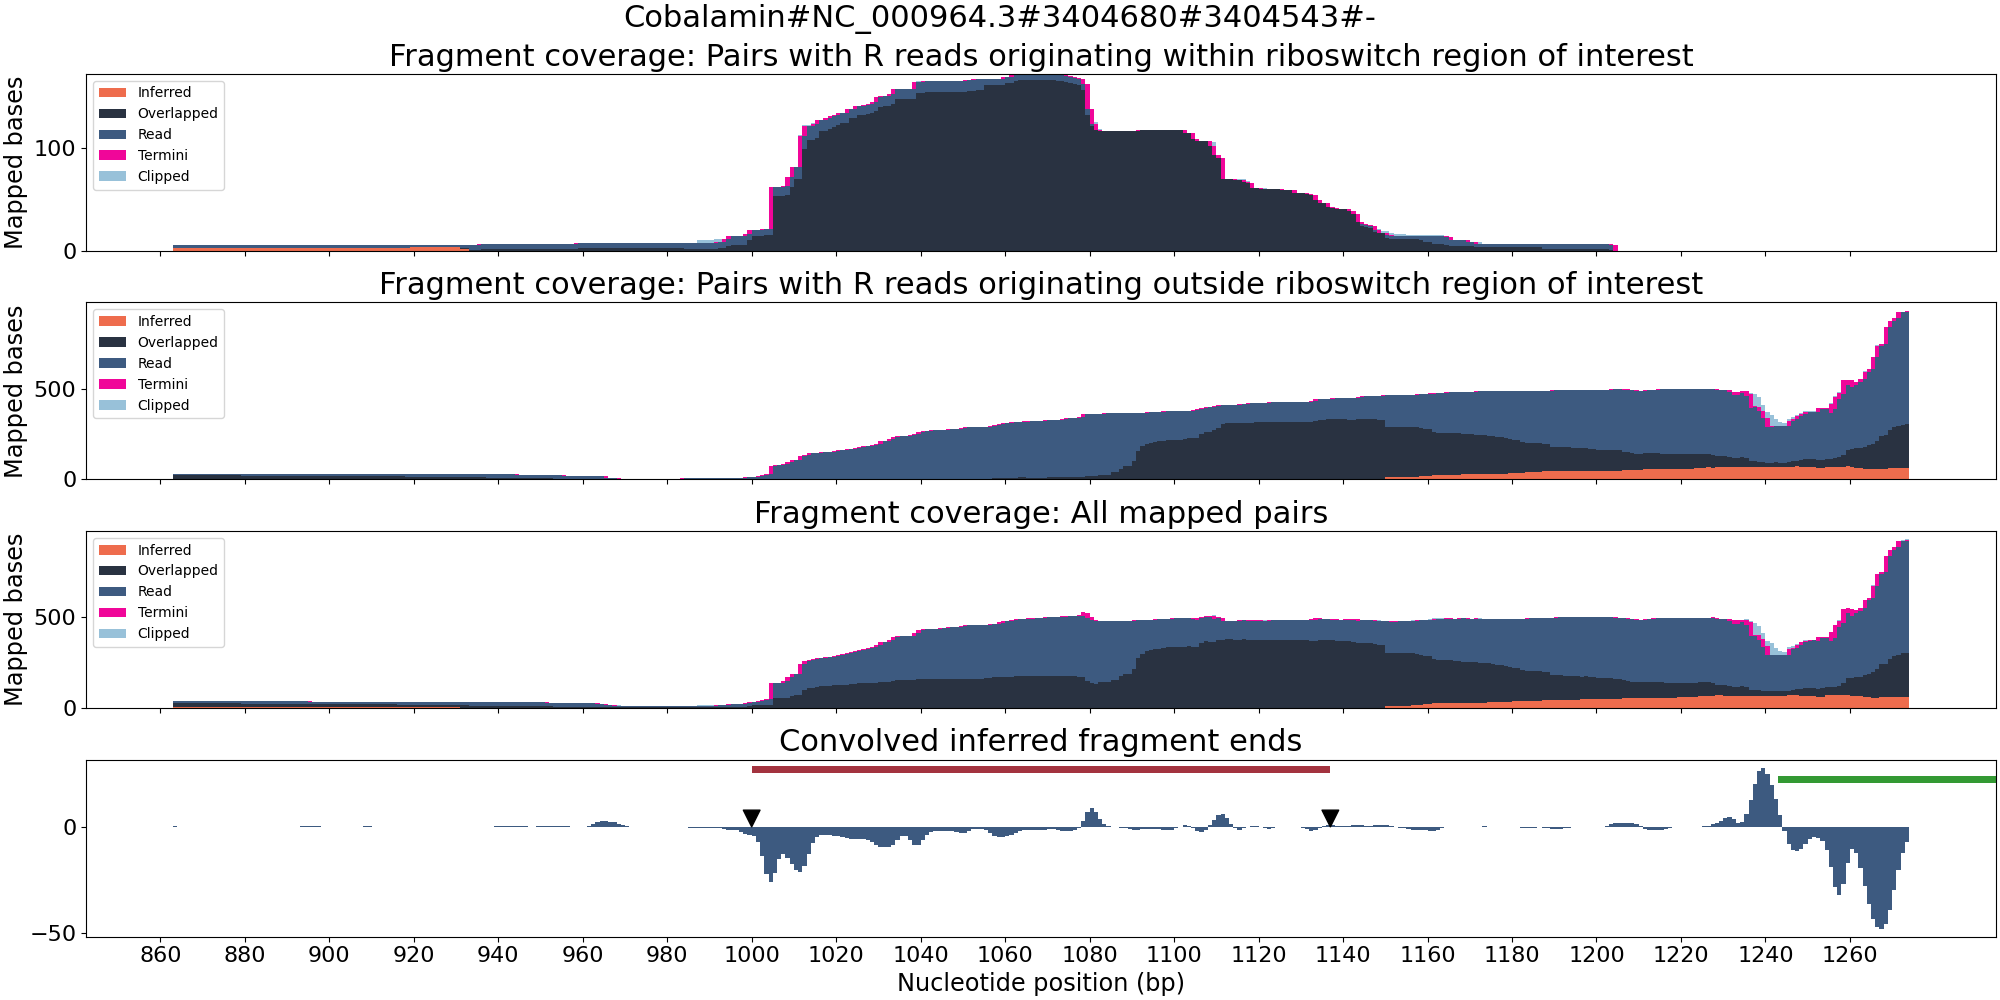 Cobalamin#NC_000964.3#3404680#3404543#-
Fragment coverage: Pairs with R reads originating within riboswitch region of interest
Mapped bases
100
0
Inferred
Overlapped
Read
Termini
Clipped
Fragment coverage: Pairs with R reads originating outside riboswitch region of interest
Mapped bases
500
0
Inferred
Overlapped
Read
Termini
Clipped
Fragment coverage: All mapped pairs
Mapped bases
500
0
Inferred
Overlapped
Read
Termini
Clipped
Convolved inferred fragment ends
0
−50
860 880 900 920 940 960 980 1000 1020 1040 1060 1080 1100 1120 1140 1160 1180 1200 1220 1240 1260
Nucleotide position (bp)